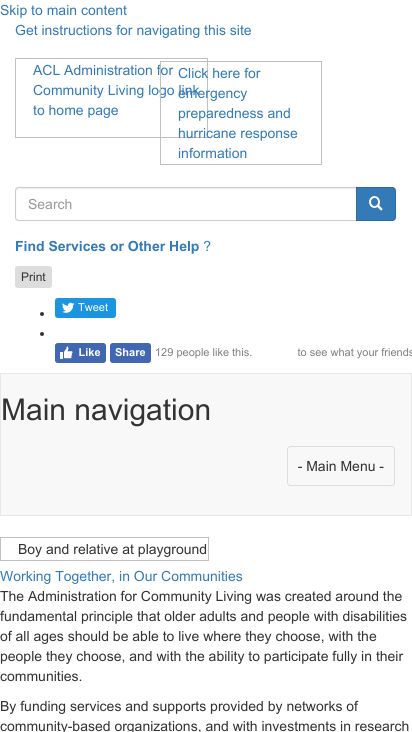 Skip to main content
Get instructions for navigating this site
ACL Administration for
Community Living logo link
to home page
Click here for
emergency
preparedness and
hurricane response
information
Search
Find Services or Other Help ?
Print
Tweet
Like Share 129 people like this. to see what your friends
Main navigation
- Main Menu -
Boy and relative at playground
Working Together, in Our Communities
The Administration for Community Living was created around the
fundamental principle that older adults and people with disabilities
of all ages should be able to live where they choose, with the
people they choose, and with the ability to participate fully in their
communities.
By funding services and supports provided by networks of
community-based organizations, and with investments in research